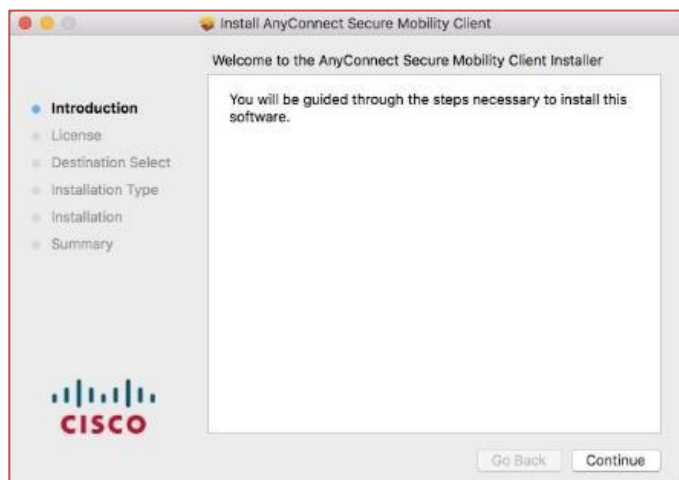 Install AnyConnect Secure Mobility Client
Welcome to the AnyConnect Secure Mobility Client Installer
Introduction
License
Destination Select
Installation Type
Installation
Summary
You will be guided through the steps necessary to install this
software.
CISCO
Go Back
Continue